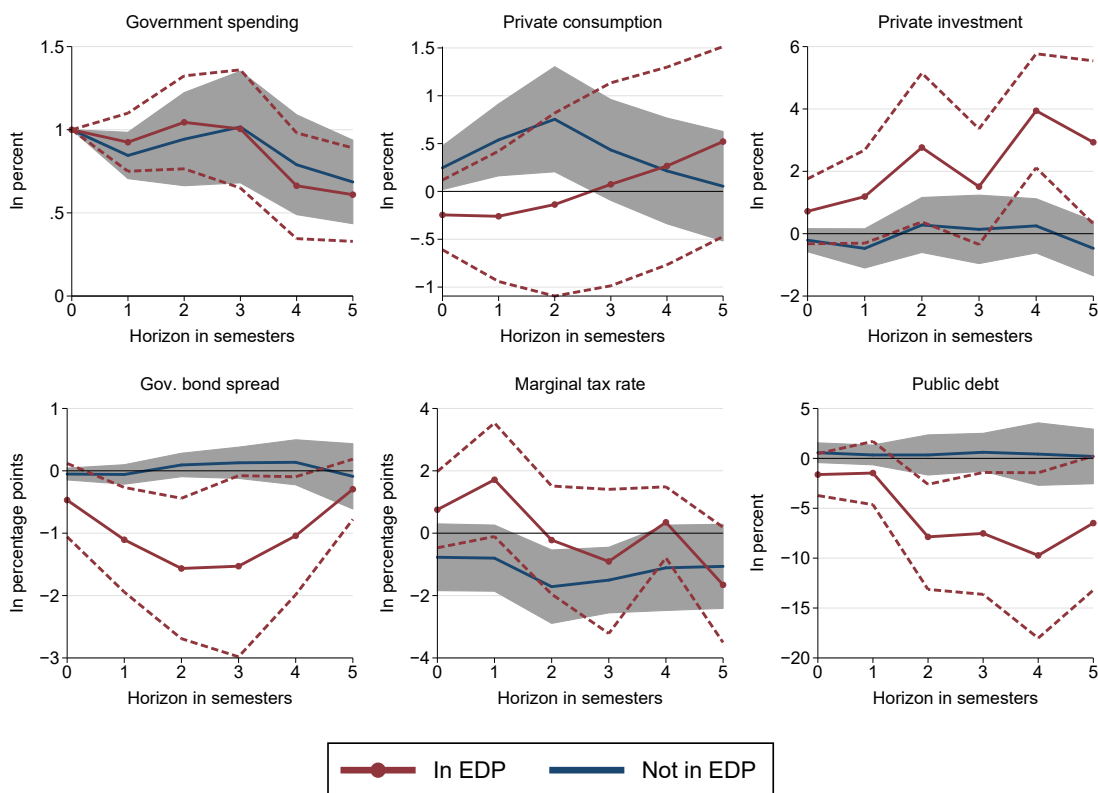 Government spending
In percent
1.5
1
.5
0
0 1 2 3 4 5
Horizon in semesters
Private consumption
In percent
1.5
1
.5
0
−.5
−1
0 1 2 3 4 5
Horizon in semesters
Private investment
In percent
6
4
2
0
−2
0 1 2 3 4 5
Horizon in semesters
Gov. bond spread
In percentage points
1
0
−1
−2
−3
0 1 2 3 4 5
Horizon in semesters
Marginal tax rate
In percentage points
4
2
0
−2
−4
0 1 2 3 4 5
Horizon in semesters
Public debt
In percent
5
0
−5
−10
−15
−20
0 1 2 3 4 5
Horizon in semesters
In EDP Not in EDP